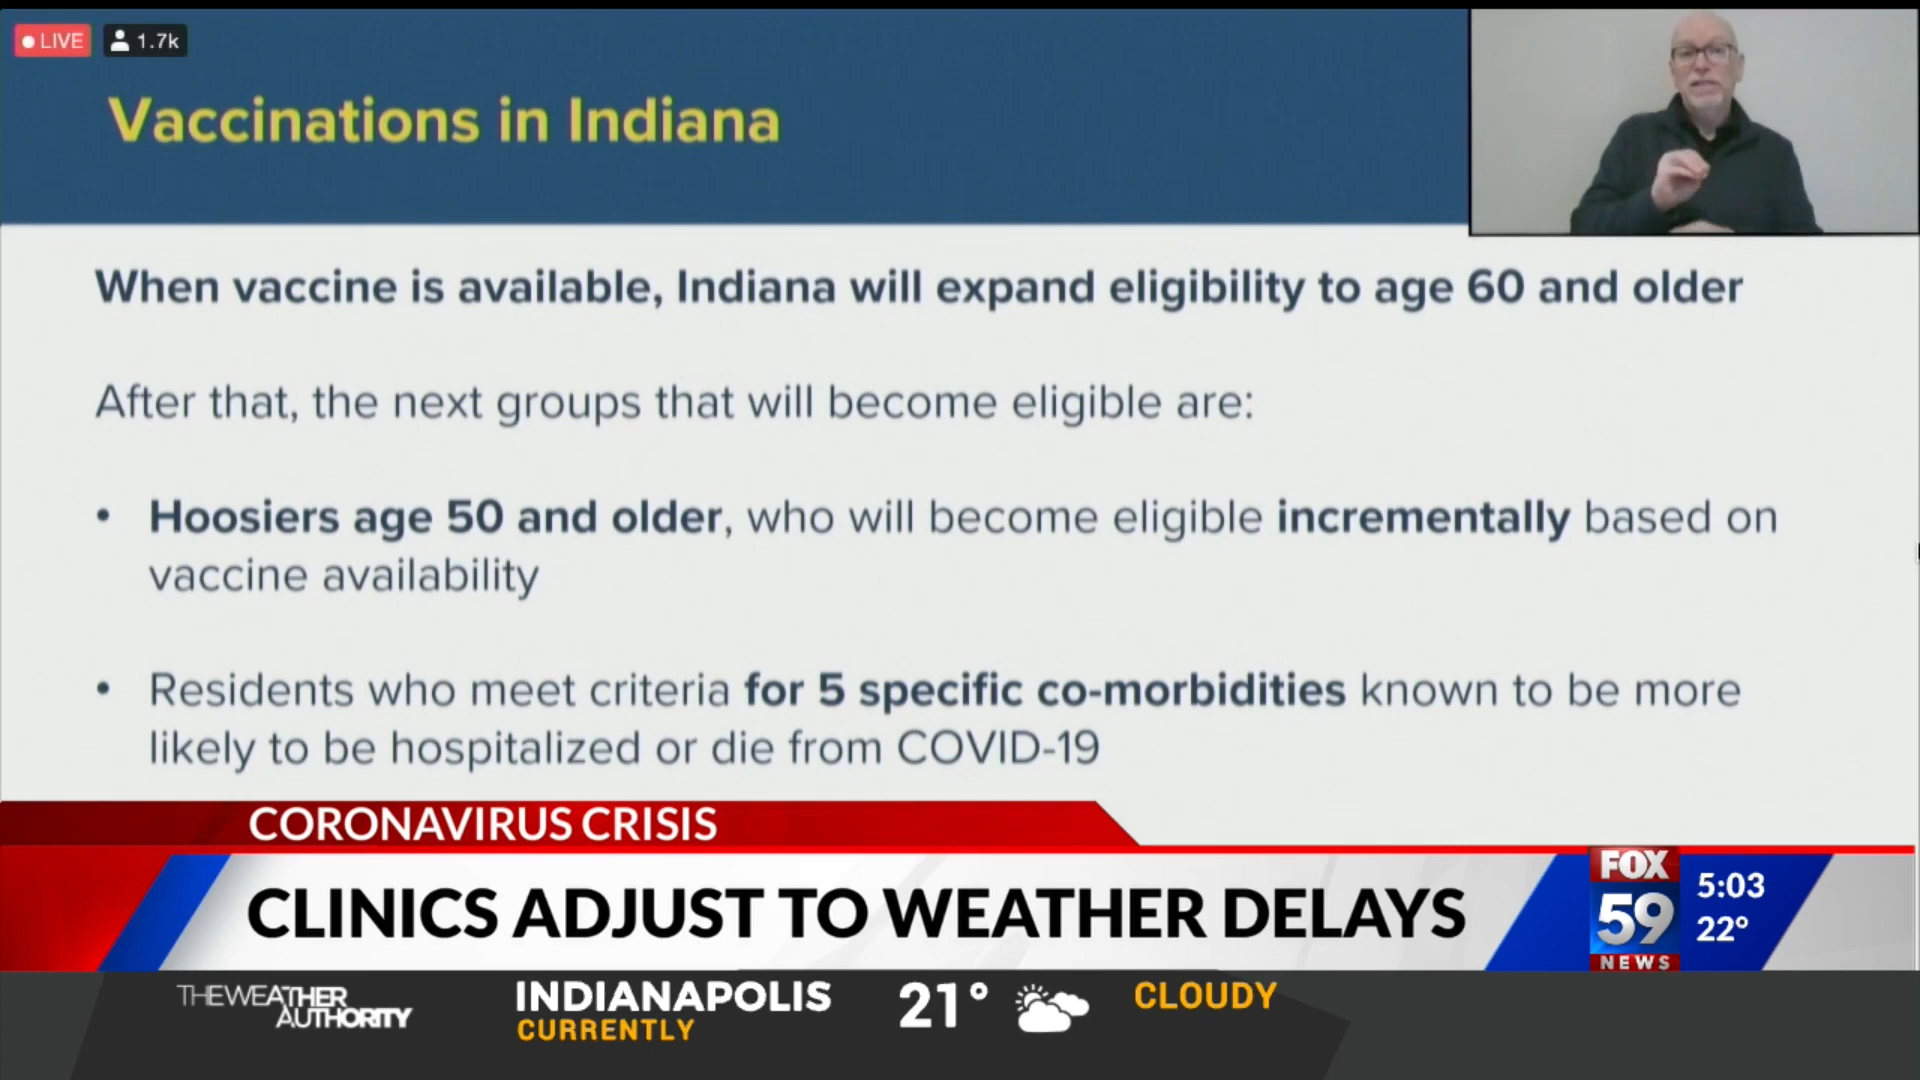 LIVE
1.7k
Vaccinations in Indiana
When vaccine is available, Indiana will expand eligibility to age 60 and older
After that, the next groups that will become eligible are:
• Hoosiers age 50 and older, who will become eligible incrementally based on
vaccine availability
• Residents who meet criteria for 5 specific co-morbidities known to be more
likely to be hospitalized or die from COVID-19
CORONAVIRUS CRISIS
CLINICS ADJUST TO WEATHER DELAYS
FOX
59
NEWS
5:03
22°
THEWEATHER
AUTHORITY
INDIANAPOLIS
CURRENTLY
21°
CLOUDY